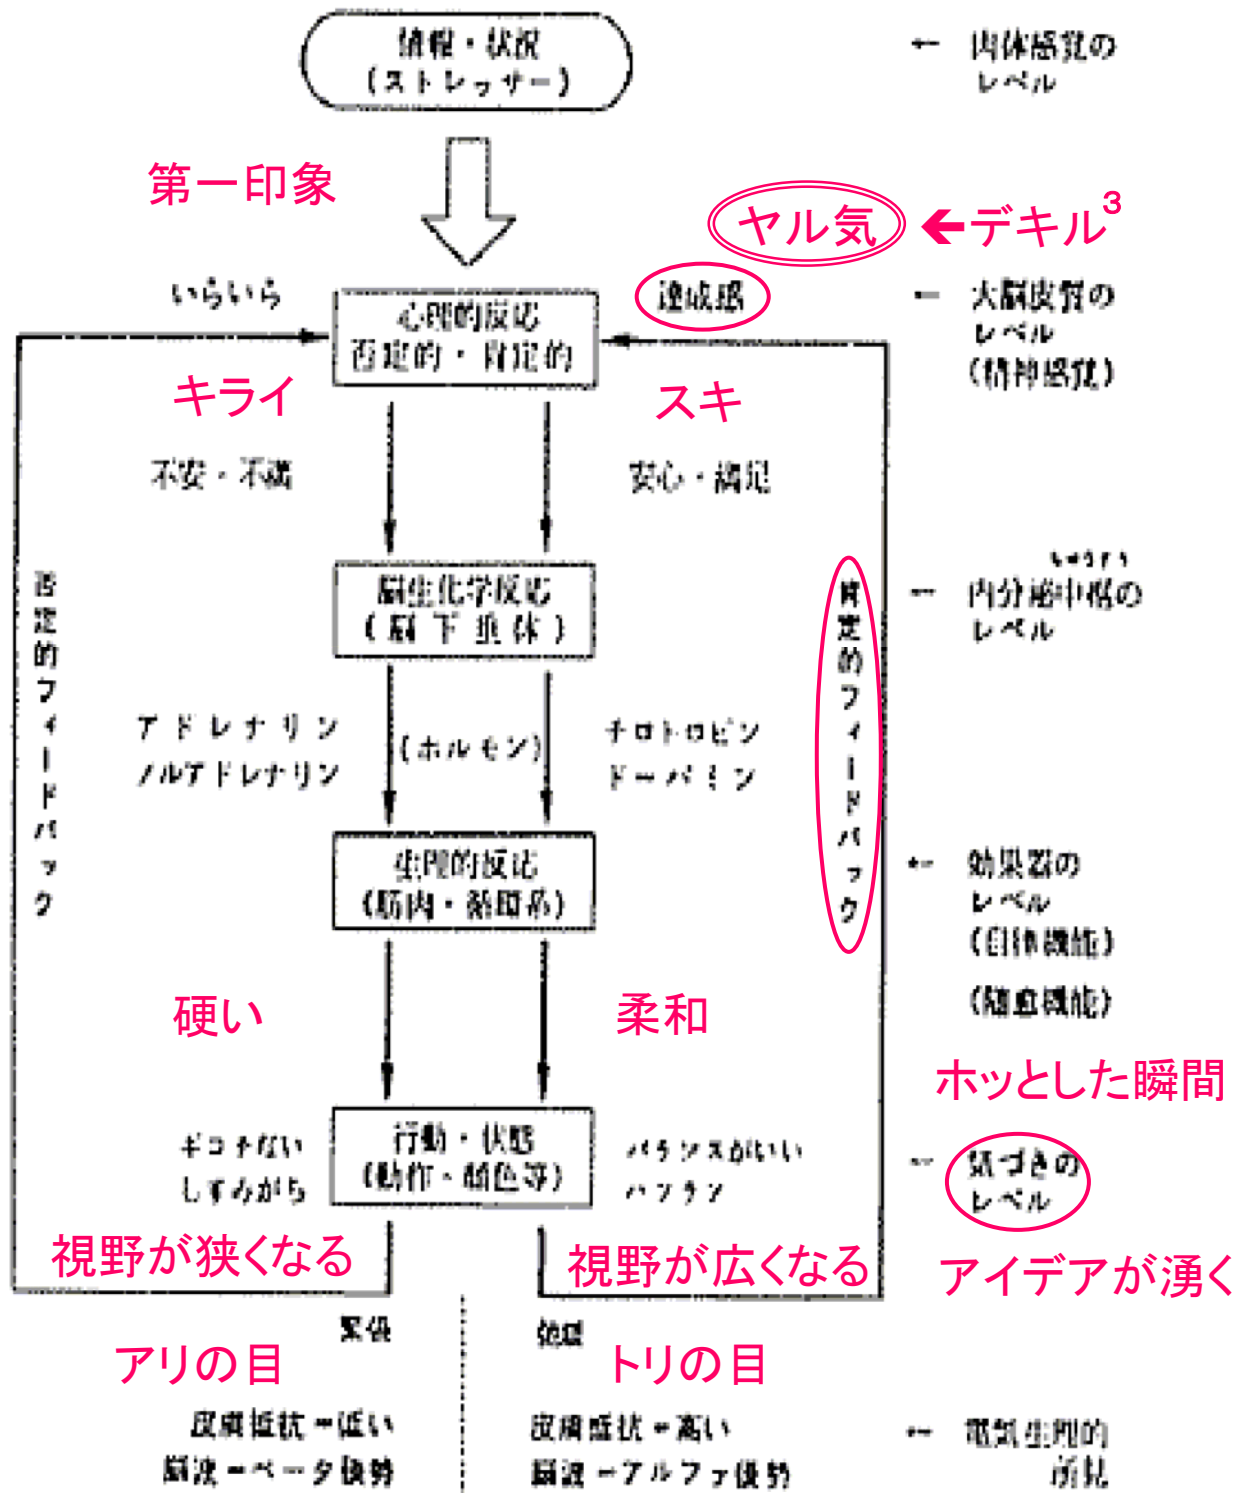 情報・状況
(ストレッサー)
← 肉体感覚の
レベル
第一印象
ヤル気 ←デキル³
いらいら
達成感
← 大脳皮質の
レベル
(精神感覚)
心理的反応
否定的・肯定的
キライ
スキ
不安・不満
安心・満足
否定的フィードバック
肯定的フィードバック
脳生化学反応
(脳下垂体)
ちゅうすう
← 内分泌中枢の
レベル
アドレナリン
ノルアドレナリン
(ホルモン)
チロトロピン
ドーパミン
生理的反応
(筋肉・循環系)
← 効果器の
レベル
(自律機能)
(随意機能)
硬い
柔和
ホッとした瞬間
ギコチない
しずみがち
行動・状態
(動作・顔色等)
バランスがいい
ハツラツ
←気づきの
レベル
視野が狭くなる
視野が広くなる
アイデアが湧く
緊張
弛緩
アリの目
トリの目
皮膚抵抗=低い
脳波=ベータ優勢
皮膚抵抗=高い
脳波=アルファ優勢
← 電気生理的
所見